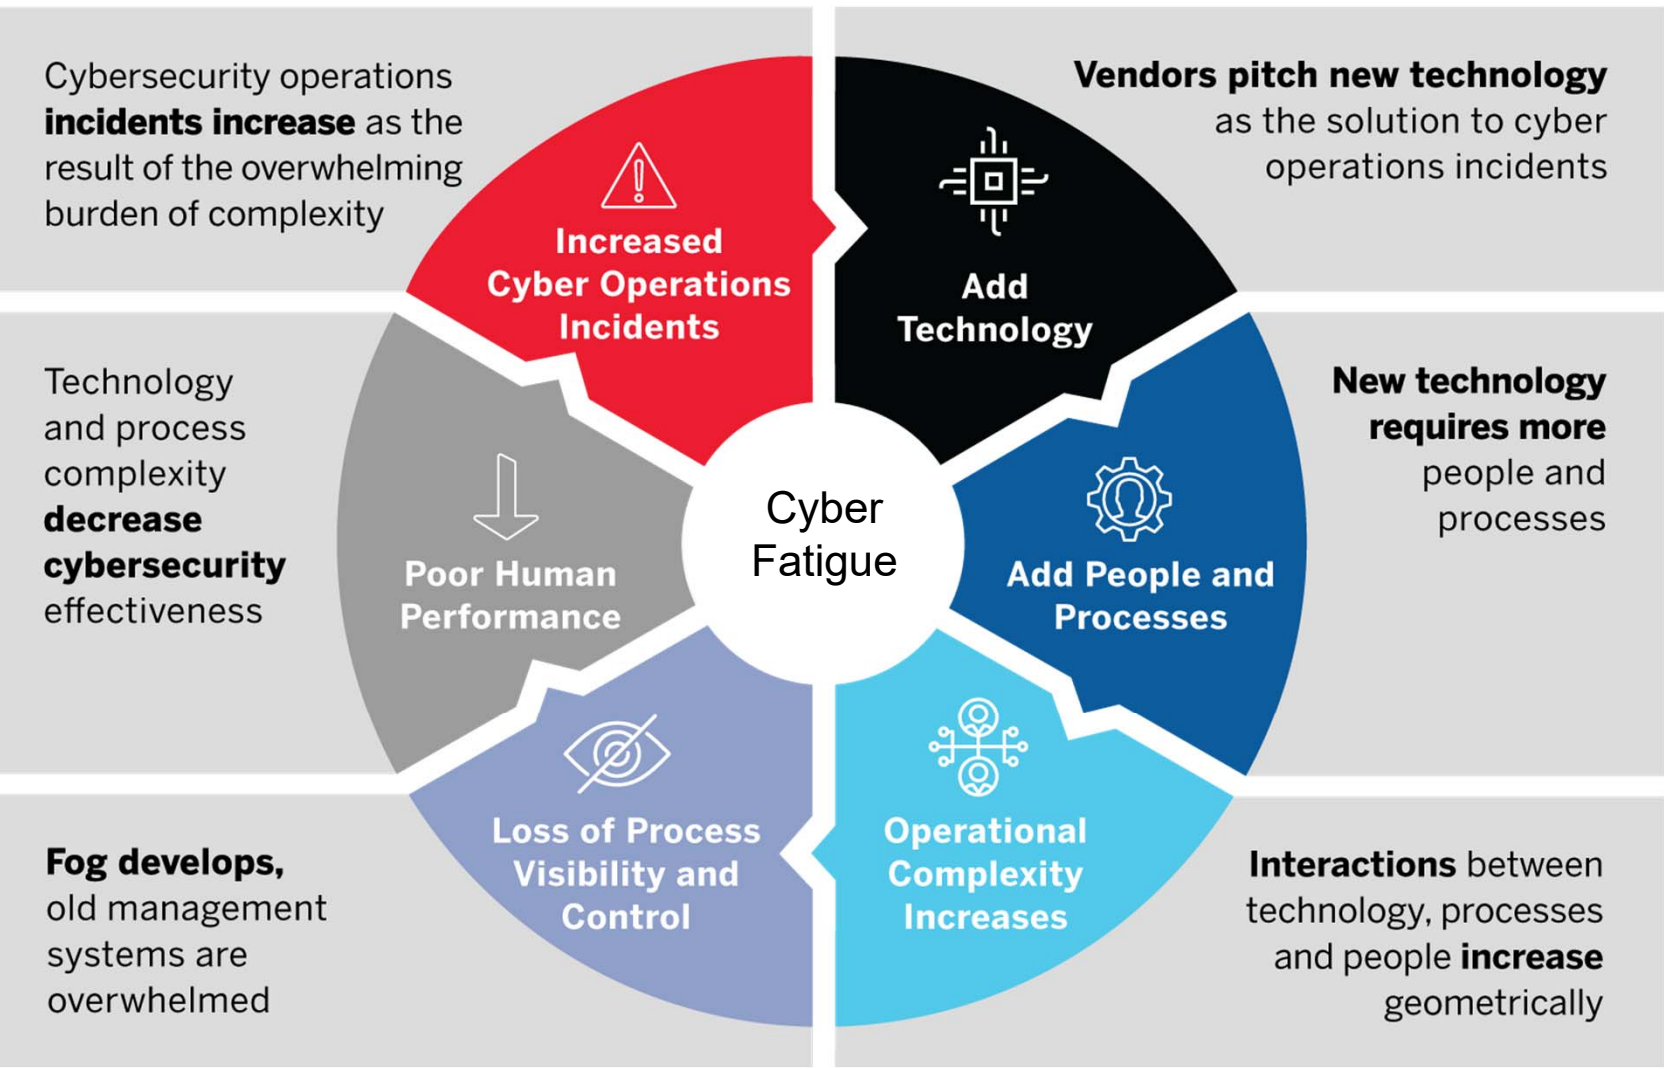 Cybersecurity operations
incidents increase as the
result of the overwhelming
burden of complexity
Increased
Cyber Operations
Incidents
Add
Technology
Vendors pitch new technology
as the solution to cyber
operations incidents
Technology
and process
complexity
decrease
cybersecurity
effectiveness
Poor Human
Performance
Cyber
Fatigue
Add People and
Processes
New technology
requires more
people and
processes
Fog develops,
old management
systems are
overwhelmed
Loss of Process
Visibility and
Control
Operational
Complexity
Increases
Interactions between
technology, processes
and people increase
geometrically